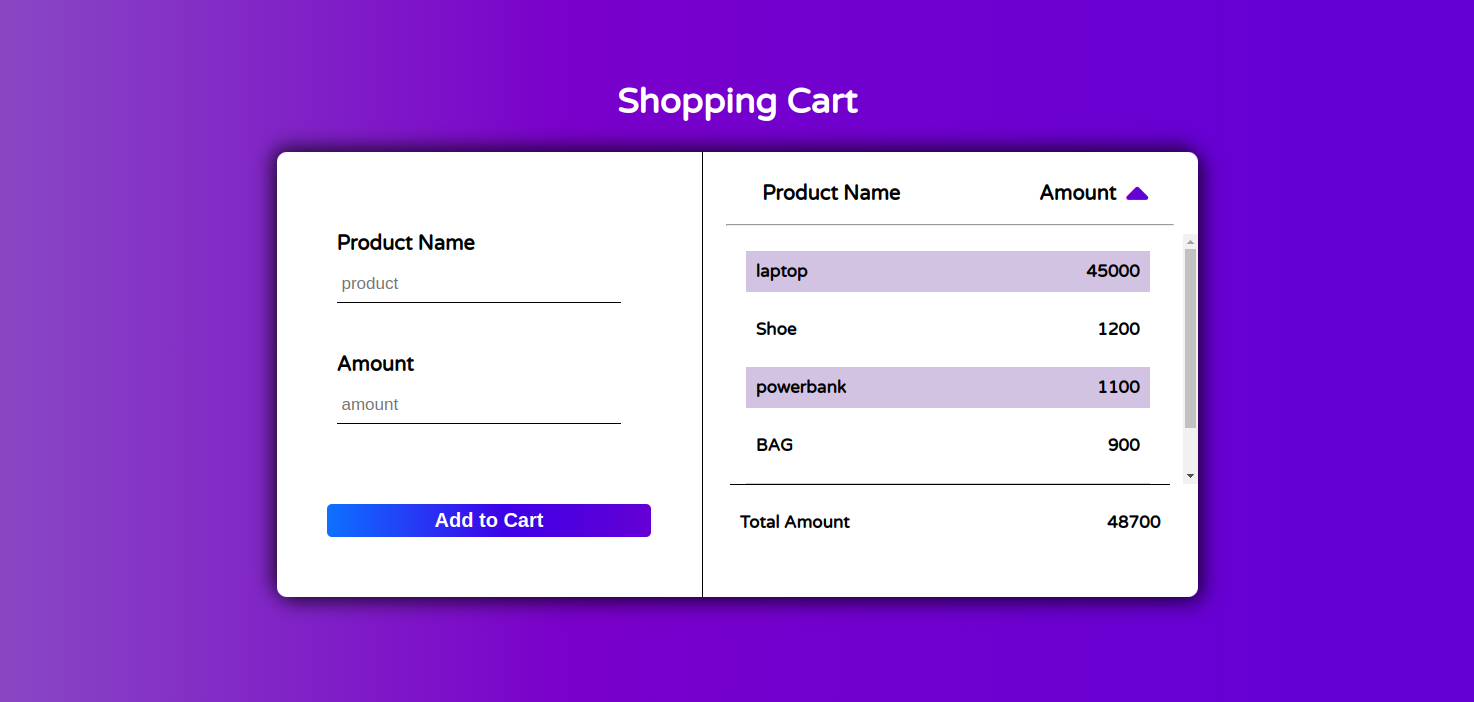 Shopping Cart
Product Name
product
Amount
amount
Add to Cart
Product Name Amount
laptop 45000
Shoe 1200
powerbank 1100
BAG 900
Total Amount 48700